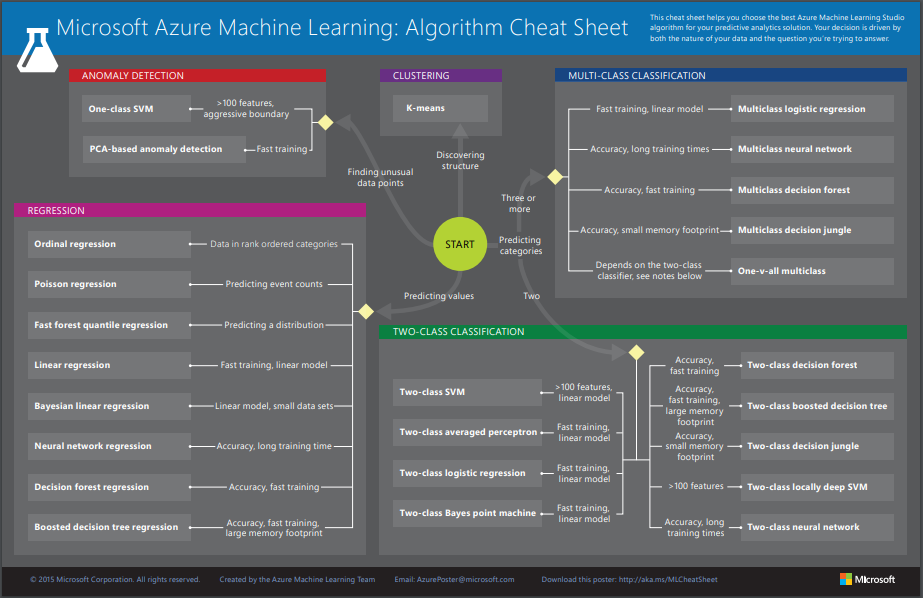 Microsoft Azure Machine Learning: Algorithm Cheat Sheet
This cheat sheet helps you choose the best Azure Machine Learning Studio
algorithm for your predictive analytics solution. Your decision is driven by
both the nature of your data and the question you're trying to answer.
ANOMALY DETECTION
One-class SVM
>100 features,
aggressive boundary
PCA-based anomaly detection
Fast training
CLUSTERING
K-means
MULTI-CLASS CLASSIFICATION
Fast training, linear model
Multiclass logistic regression
Accuracy, long training times
Multiclass neural network
Accuracy, fast training
Multiclass decision forest
Accuracy, small memory footprint
Multiclass decision jungle
Depends on the two-class
classifier, see notes below
One-v-all multiclass
Finding unusual
data points
Discovering
structure
Three or
more
START
Predicting
categories
Predicting values
Two
REGRESSION
Ordinal regression
Data in rank ordered categories
Poisson regression
Predicting event counts
Fast forest quantile regression
Predicting a distribution
Linear regression
Fast training, linear model
Bayesian linear regression
Linear model, small data sets
Neural network regression
Accuracy, long training time
Decision forest regression
Accuracy, fast training
Boosted decision tree regression
Accuracy, fast training,
large memory footprint
TWO-CLASS CLASSIFICATION
Two-class SVM
>100 features,
linear model
Two-class averaged perceptron
Fast training,
linear model
Two-class logistic regression
Fast training,
linear model
Two-class Bayes point machine
Fast training,
linear model
Accuracy,
fast training
Two-class decision forest
Accuracy,
fast training,
large memory
footprint
Two-class boosted decision tree
Accuracy,
small memory
footprint
Two-class decision jungle
>100 features
Two-class locally deep SVM
Accuracy, long
training times
Two-class neural network
© 2015 Microsoft Corporation. All rights reserved.
Created by the Azure Machine Learning Team
Email: AzurePoster@microsoft.com
Download this poster: http://aka.ms/MLCheatSheet
Microsoft